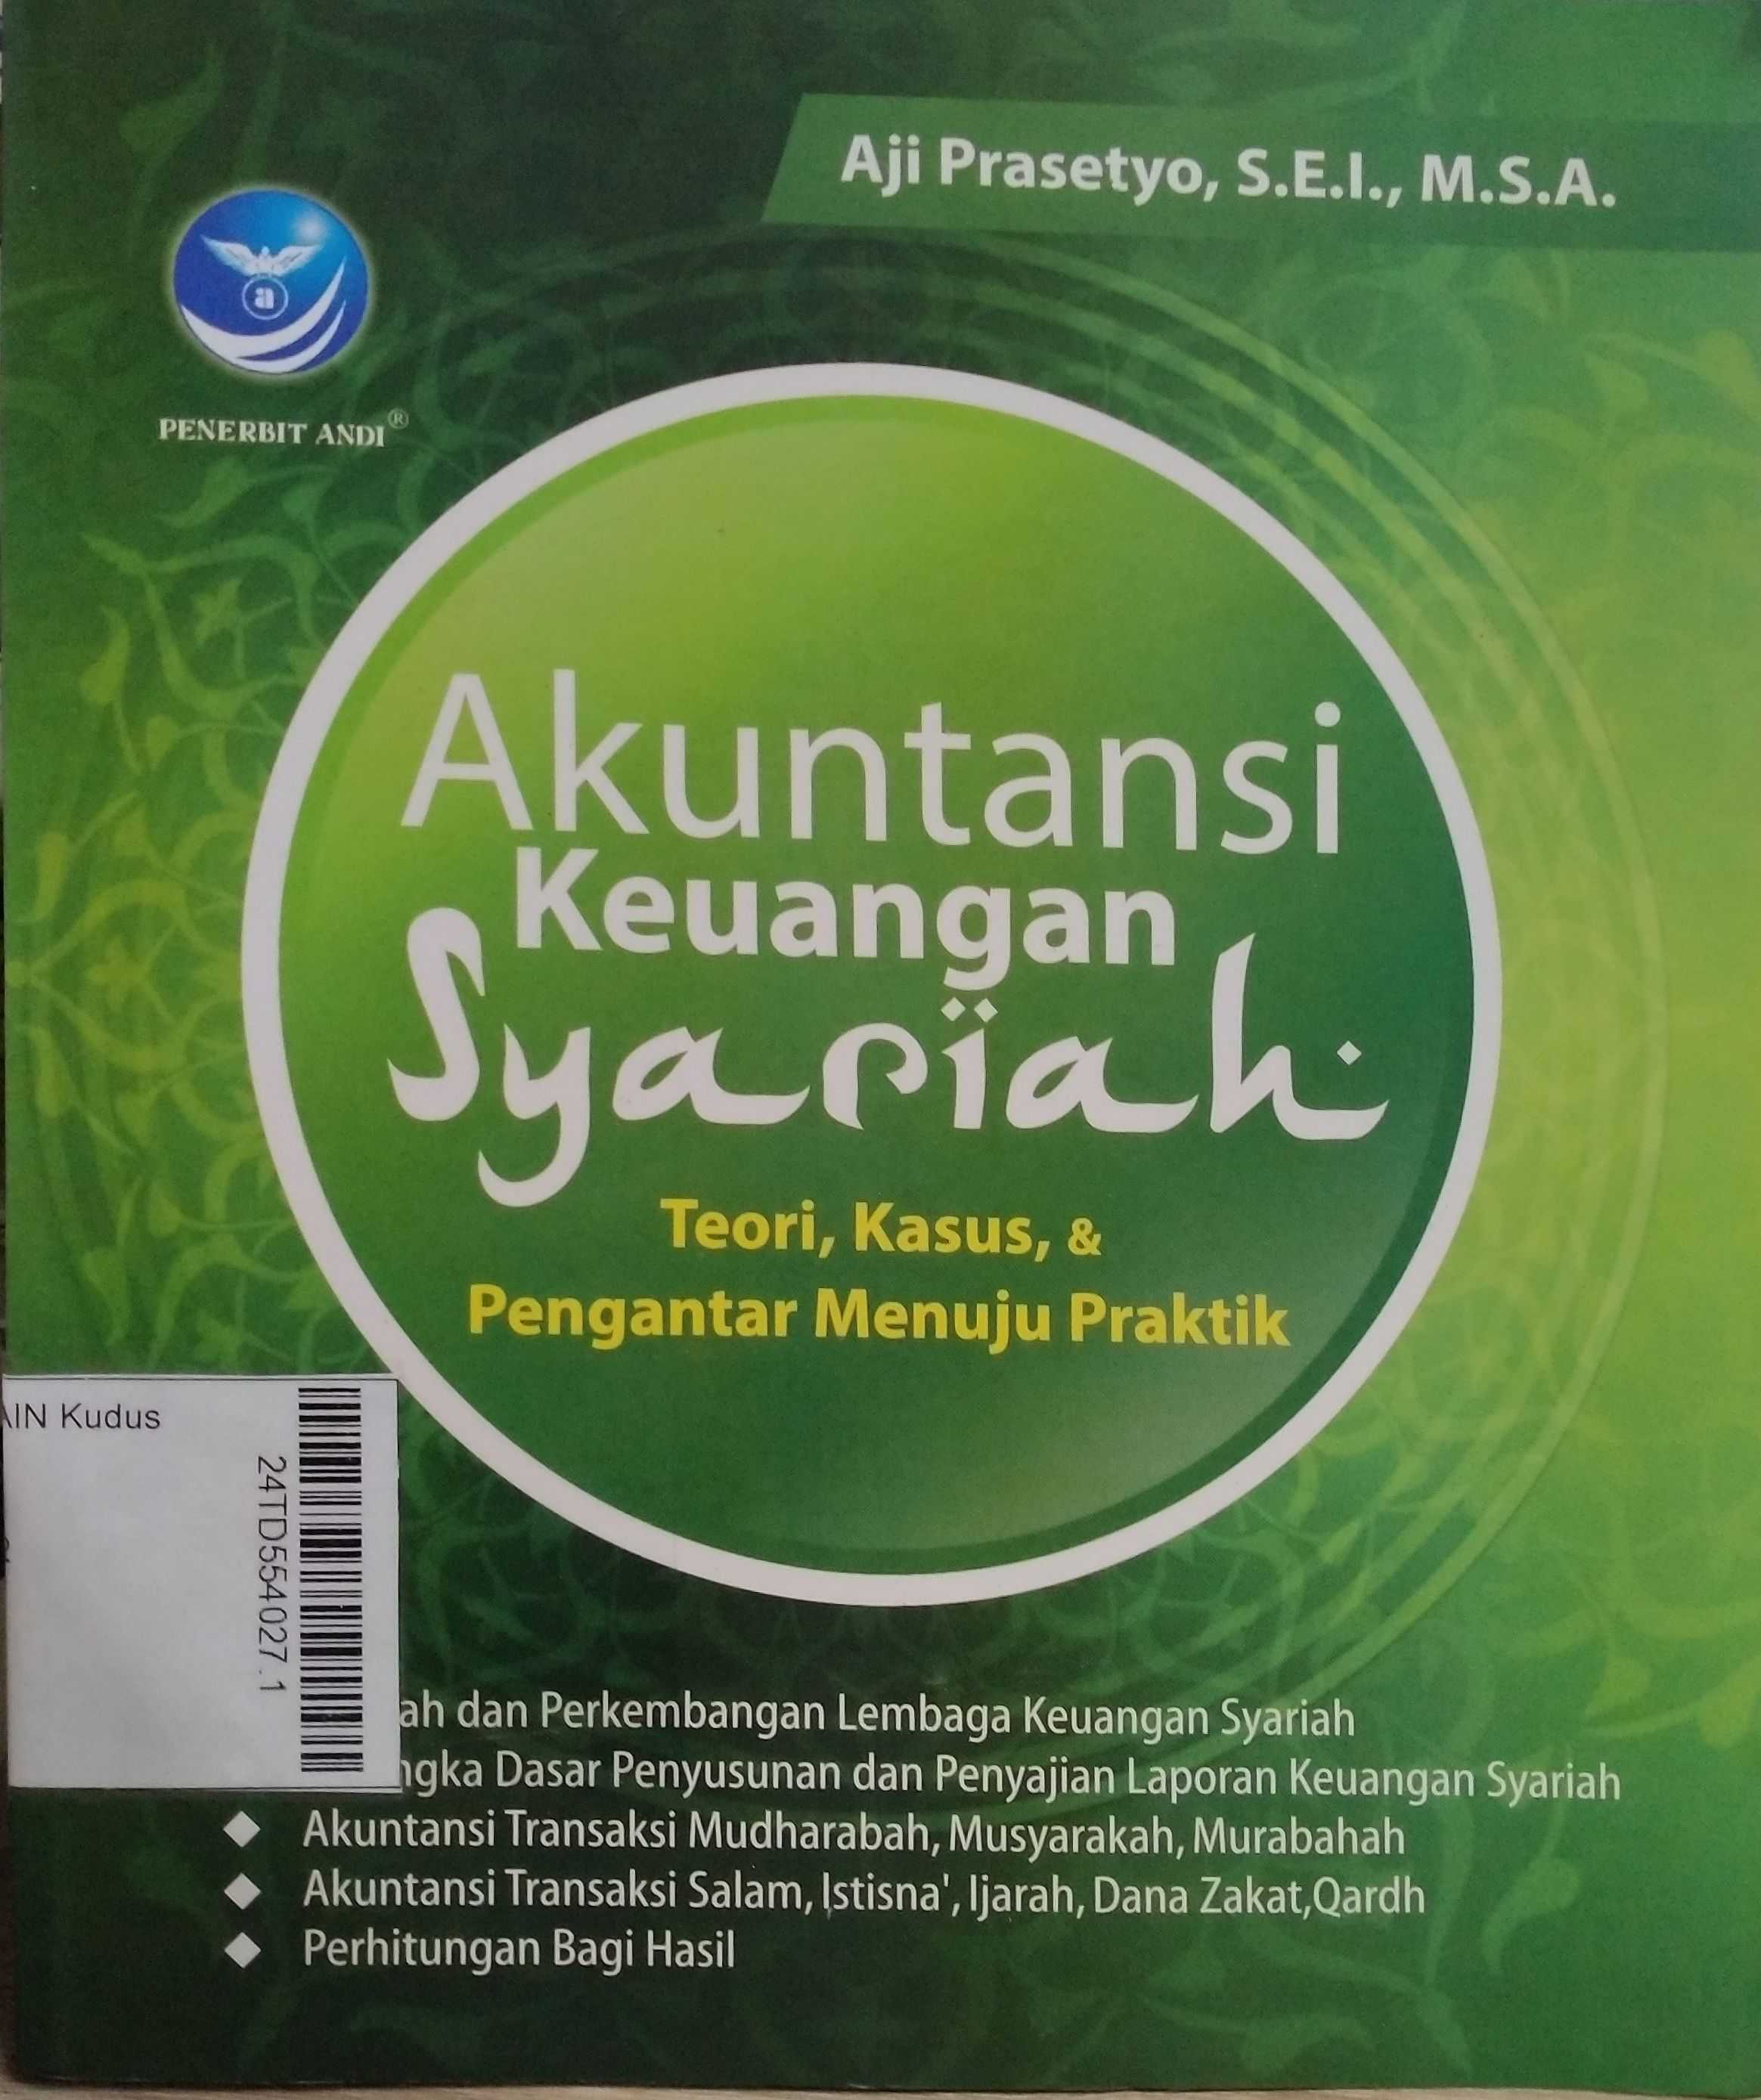 Aji Prasetyo, S.E.I., M.S.A.
a
PENERBIT ANDI®
Akuntansi
Keuangan
Syariah
Teori, Kasus, &
Pengantar Menuju Praktik
IN Kudus
24TD554027.1
ah dan Perkembangan Lembaga Keuangan Syariah
gka Dasar Penyusunan dan Penyajian Laporan Keuangan Syariah
◆ Akuntansi Transaksi Mudharabah, Musyarakah, Murabahah
◆ Akuntansi Transaksi Salam, Istisna', Ijarah, Dana Zakat,Qardh
◆ Perhitungan Bagi Hasil